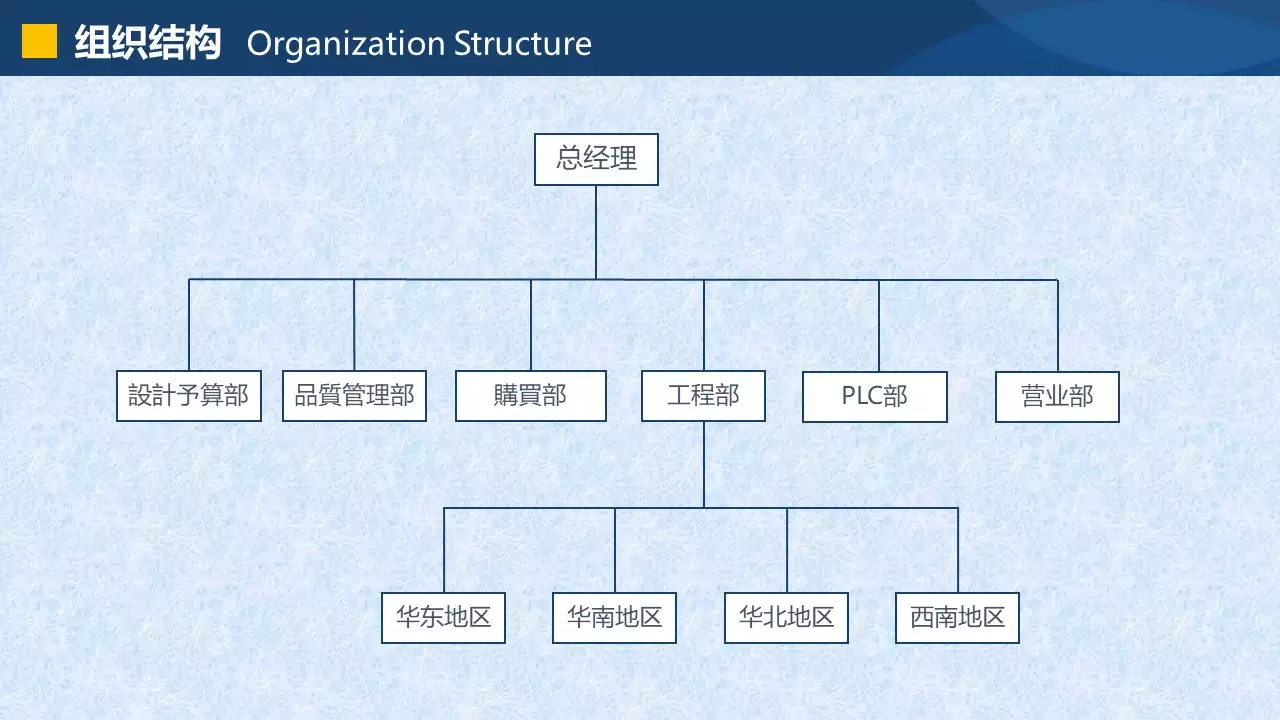 组织结构 Organization Structure
总经理
設計予算部 品質管理部 購買部 工程部 PLC部 营业部
华东地区 华南地区 华北地区 西南地区